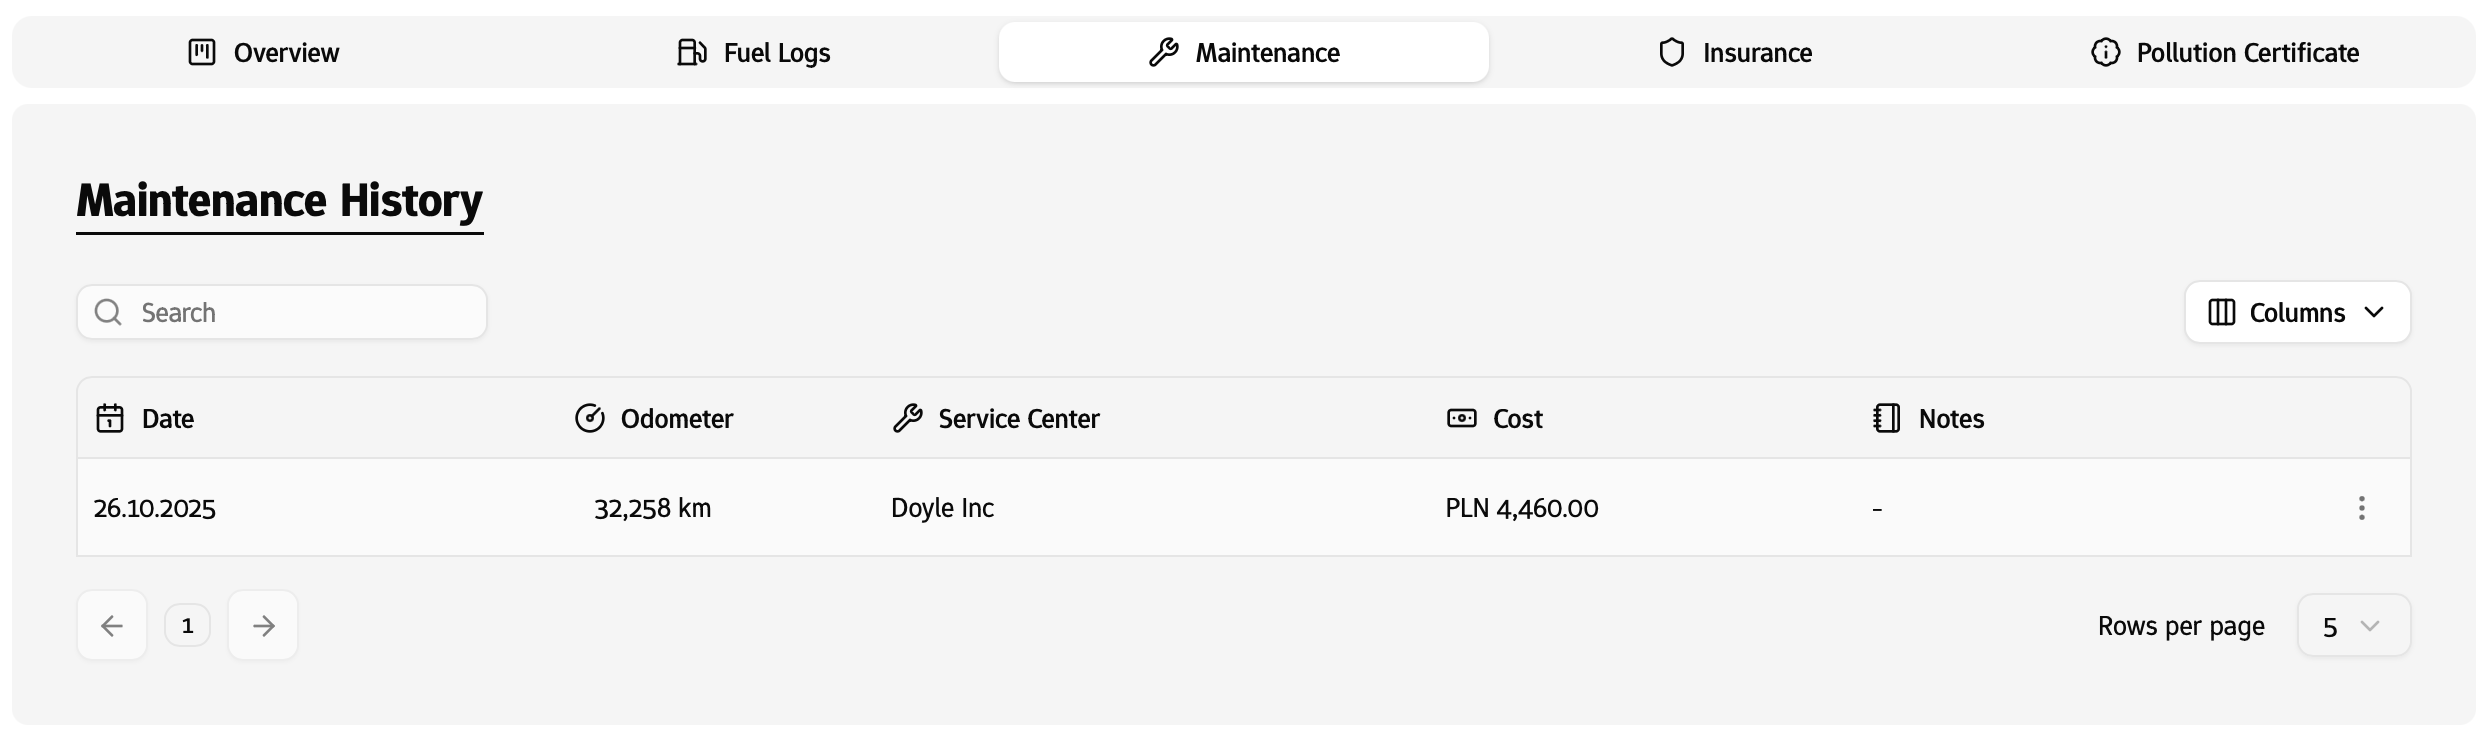 Overview Fuel Logs Maintenance Insurance Pollution Certificate
Maintenance History
Search Columns
Date Odometer Service Center Cost Notes
26.10.2025 32,258 km Doyle Inc PLN 4,460.00 -
1 Rows per page 5